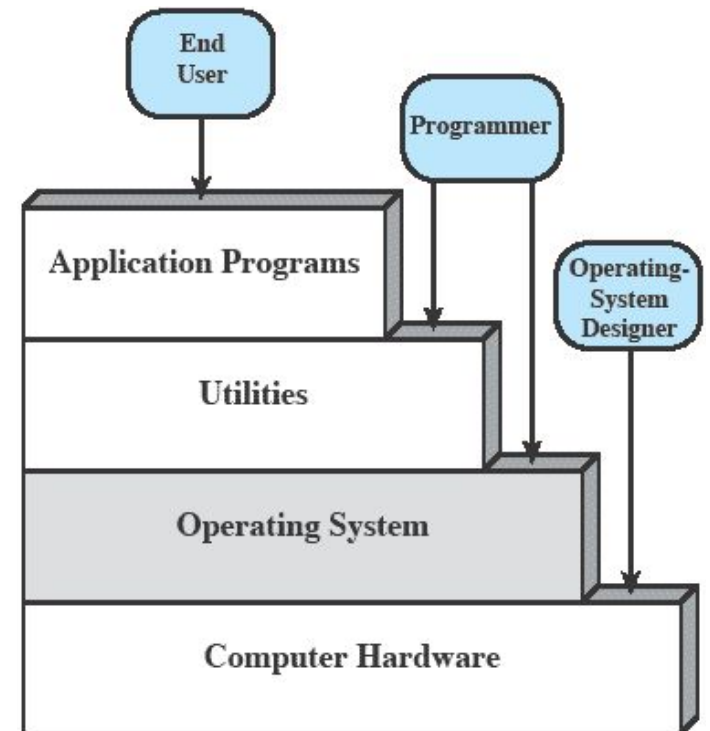 End
User
Programmer
Operating-
System
Designer
Application Programs
Utilities
Operating System
Computer Hardware